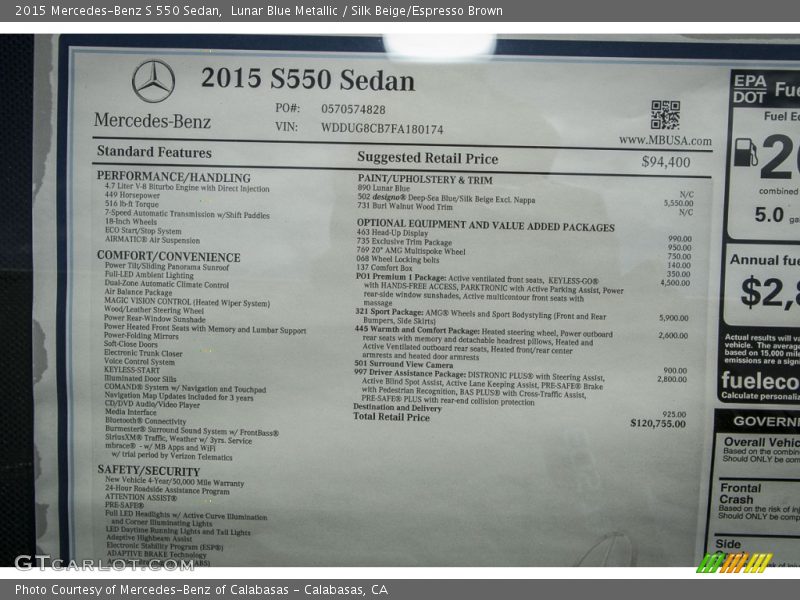 2015 Mercedes-Benz S 550 Sedan, Lunar Blue Metallic / Silk Beige/Espresso Brown
2015 S550 Sedan
Mercedes-Benz
PO#: 0570574828
VIN: WDDUG8CB7FA180174
www.MBUSA.com
Standard Features
PERFORMANCE/HANDLING
4.7 Liter V-8 Biturbo Engine with Direct Injection
449 Horsepower
516 lb-ft Torque
7-Speed Automatic Transmission w/Shift Paddles
18-Inch Wheels
ECO Start/Stop System
AIRMATIC® Air Suspension
COMFORT/CONVENIENCE
Power Tilt/Sliding Panorama Sunroof
Full-LED Ambient Lighting
Dual-Zone Automatic Climate Control
Air Balance Package
MAGIC VISION CONTROL (Heated Wiper System)
Wood/Leather Steering Wheel
Power Rear-Window Sunshade
Power Heated Front Seats with Memory and Lumbar Support
Power-Folding Mirrors
Soft-Close Doors
Electronic Trunk Closer
Voice Control System
KEYLESS-START
Illuminated Door Sills
COMAND® System w/ Navigation and Touchpad
Navigation Map Updates Included for 3 years
CD/DVD Audio/Video Player
Media Interface
Bluetooth® Connectivity
Burmester® Surround Sound System w/ FrontBass®
SiriusXM® Traffic, Weather w/ 3yrs. Service
mbrace® - w/ MB Apps and WiFi
w/ trial period by Verizon Telematics
SAFETY/SECURITY
New Vehicle 4-Year/50,000 Mile Warranty
24-Hour Roadside Assistance Program
ATTENTION ASSIST®
PRE-SAFE®
Full LED Headlights w/ Active Curve Illumination
and Corner Illuminating Lights
LED Daytime Running Lights and Tail Lights
Adaptive Highbeam Assist
Electronic Stability Program (ESP®)
ADAPTIVE BRAKE Technology
Suggested Retail Price $94,400
PAINT/UPHOLSTERY & TRIM
890 Lunar Blue N/C
502 designo® Deep-Sea Blue/Silk Beige Excl. Nappa 5,550.00
731 Burl Walnut Wood Trim N/C
OPTIONAL EQUIPMENT AND VALUE ADDED PACKAGES
463 Head-Up Display 990.00
735 Exclusive Trim Package 950.00
769 20" AMG Multispoke Wheel 750.00
068 Wheel Locking bolts 140.00
137 Comfort Box 350.00
PO1 Premium 1 Package: Active ventilated front seats, KEYLESS-GO® 4,500.00
with HANDS-FREE ACCESS, PARKTRONIC with Active Parking Assist, Power
rear-side window sunshades, Active multicontour front seats with
massage
321 Sport Package: AMG® Wheels and Sport Bodystyling (Front and Rear 5,900.00
Bumpers, Side Skirts)
445 Warmth and Comfort Package: Heated steering wheel, Power outboard 2,600.00
rear seats with memory and detachable headrest pillows, Heated and
Active Ventilated outboard rear seats, Heated front/rear center
armrests and heated door armrests
501 Surround View Camera 900.00
997 Driver Assistance Package: DISTRONIC PLUS® with Steering Assist, 2,800.00
Active Blind Spot Assist, Active Lane Keeping Assist, PRE-SAFE® Brake
with Pedestrian Recognition, BAS PLUS® with Cross-Traffic Assist,
PRE-SAFE® PLUS with rear-end collision protection
Destination and Delivery 925.00
Total Retail Price $120,755.00
EPA
DOT
Fue
Fuel Ec
combined
5.0 ga
Annual fue
$2,8
Actual results will va
vehicle. The average
based on 15,000 mile
emissions are a sign
fueleco
Calculate personaliz
GOVERN
Overall Vehic
Based on the combin
Should ONLY be com
Frontal
Crash
Based on the risk of inj
Should ONLY be comp
Side
GTcarlot.com
Photo Courtesy of Mercedes-Benz of Calabasas - Calabasas, CA